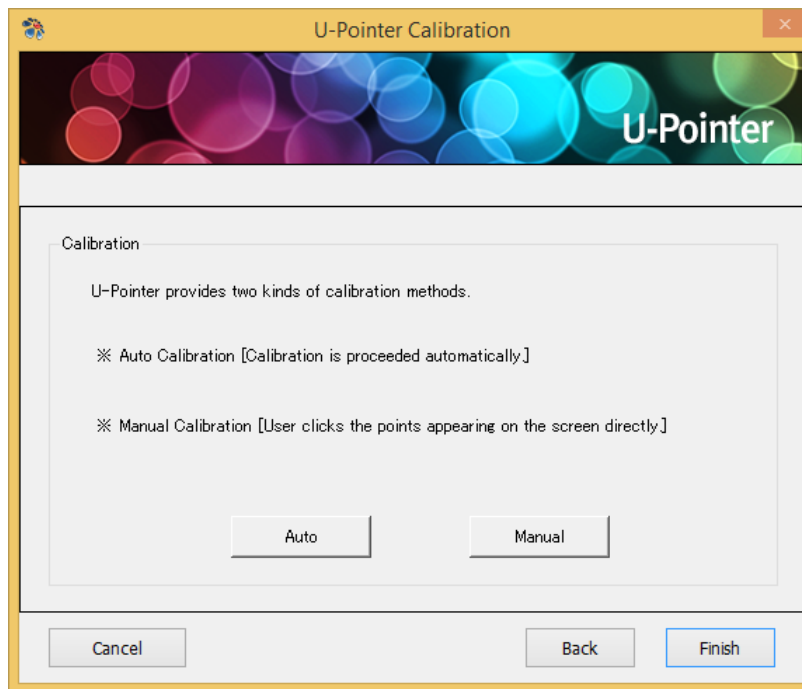 U-Pointer Calibration
U-Pointer
Calibration
U-Pointer provides two kinds of calibration methods.
※ Auto Calibration [Calibration is proceeded automatically.]
※ Manual Calibration [User clicks the points appearing on the screen directly.]
Auto Manual
Cancel Back Finish